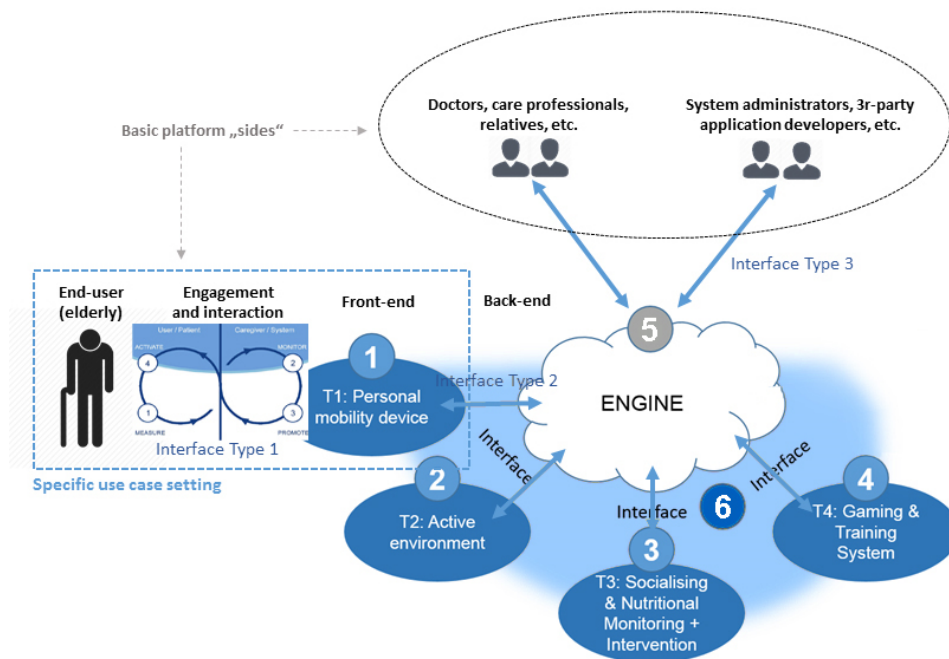 Doctors, care professionals,
relatives, etc.
System administrators, 3r-party
application developers, etc.
Basic platform „sides“
Interface Type 3
End-user
(elderly)
Engagement
and interaction
Front-end
Back-end
User / Patient
Caregiver / System
ACTIVATE
MONITOR
4
2
1
3
MEASURE
PROMOTE
Interface Type 1
1
T1: Personal
mobility device
Interface Type 2
5
ENGINE
Specific use case setting
Interface
2
T2: Active
environment
Interface
3
T3: Socialising
& Nutritional
Monitoring +
Intervention
6
Interface
4
T4: Gaming &
Training
System